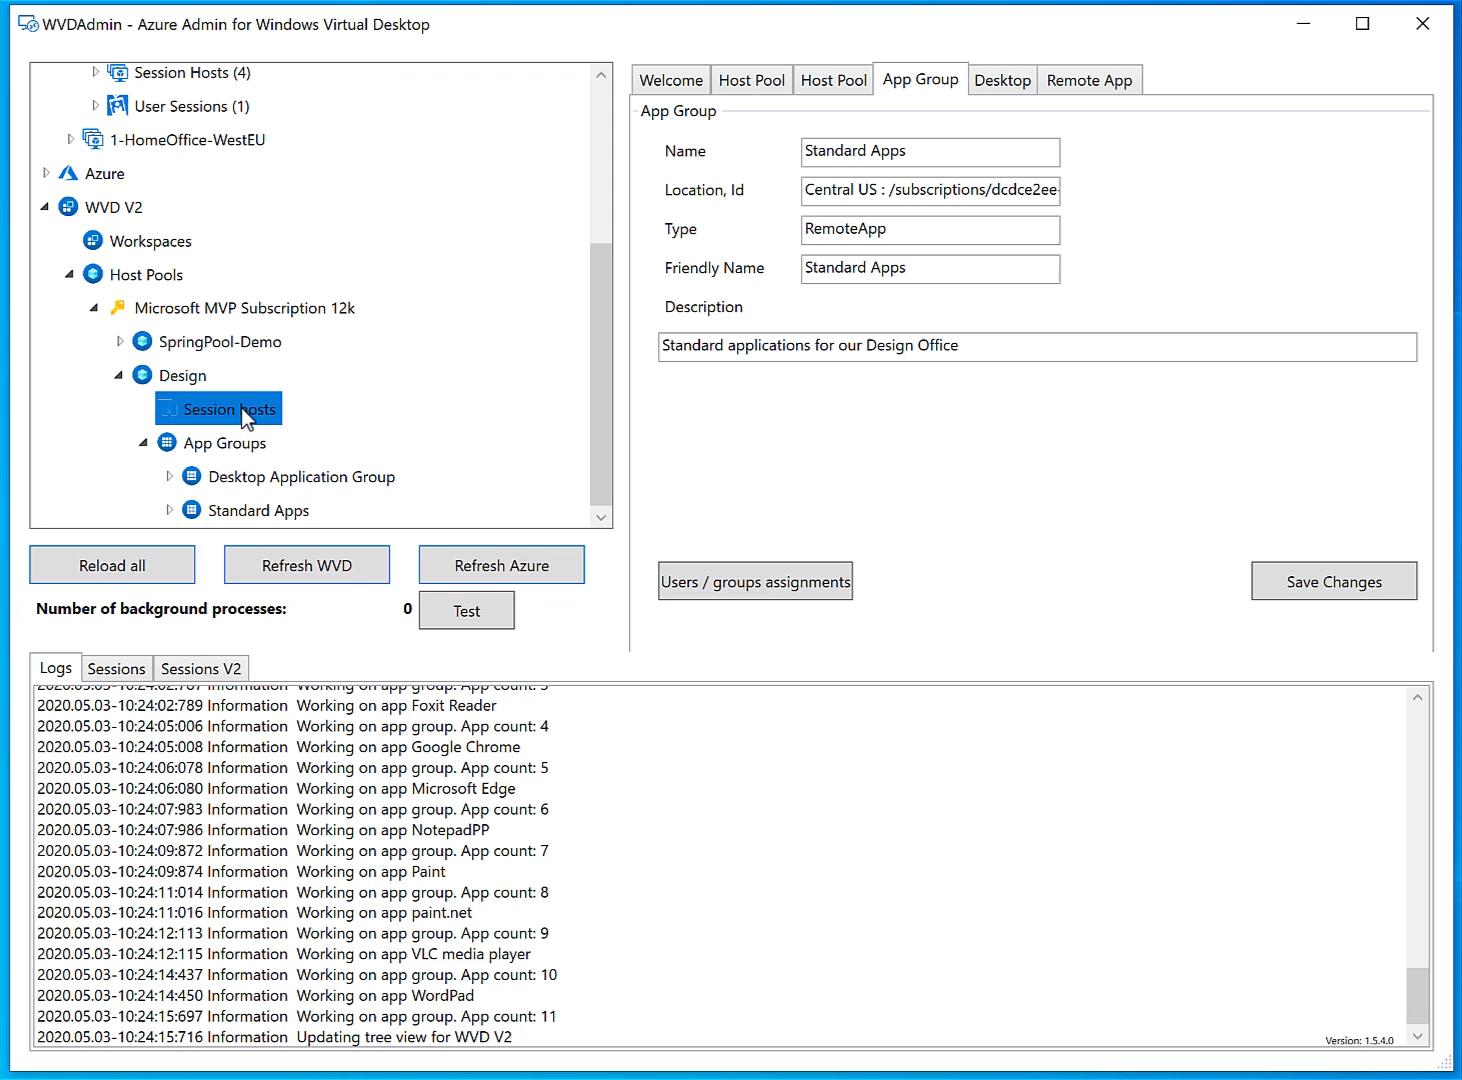 WVDAdmin - Azure Admin for Windows Virtual Desktop
Session Hosts (4)
User Sessions (1)
1-HomeOffice-WestEU
Azure
WVD V2
Workspaces
Host Pools
Microsoft MVP Subscription 12k
SpringPool-Demo
Design
Session hosts
App Groups
Desktop Application Group
Standard Apps
Reload all
Refresh WVD
Refresh Azure
Number of background processes: 0
Test
Welcome
Host Pool
Host Pool
App Group
Desktop
Remote App
App Group
Name
Standard Apps
Location, Id
Central US : /subscriptions/dcdce2ee-
Type
RemoteApp
Friendly Name
Standard Apps
Description
Standard applications for our Design Office
Users / groups assignments
Save Changes
Logs
Sessions
Sessions V2
2020.05.03-10:24:02:787 Information Working on app group. App count: 3
2020.05.03-10:24:02:789 Information Working on app Foxit Reader
2020.05.03-10:24:05:006 Information Working on app group. App count: 4
2020.05.03-10:24:05:008 Information Working on app Google Chrome
2020.05.03-10:24:06:078 Information Working on app group. App count: 5
2020.05.03-10:24:06:080 Information Working on app Microsoft Edge
2020.05.03-10:24:07:983 Information Working on app group. App count: 6
2020.05.03-10:24:07:986 Information Working on app NotepadPP
2020.05.03-10:24:09:872 Information Working on app group. App count: 7
2020.05.03-10:24:09:874 Information Working on app Paint
2020.05.03-10:24:11:014 Information Working on app group. App count: 8
2020.05.03-10:24:11:016 Information Working on app paint.net
2020.05.03-10:24:12:113 Information Working on app group. App count: 9
2020.05.03-10:24:12:115 Information Working on app VLC media player
2020.05.03-10:24:14:437 Information Working on app group. App count: 10
2020.05.03-10:24:14:450 Information Working on app WordPad
2020.05.03-10:24:15:697 Information Working on app group. App count: 11
2020.05.03-10:24:15:716 Information Updating tree view for WVD V2
Version: 1.5.4.0